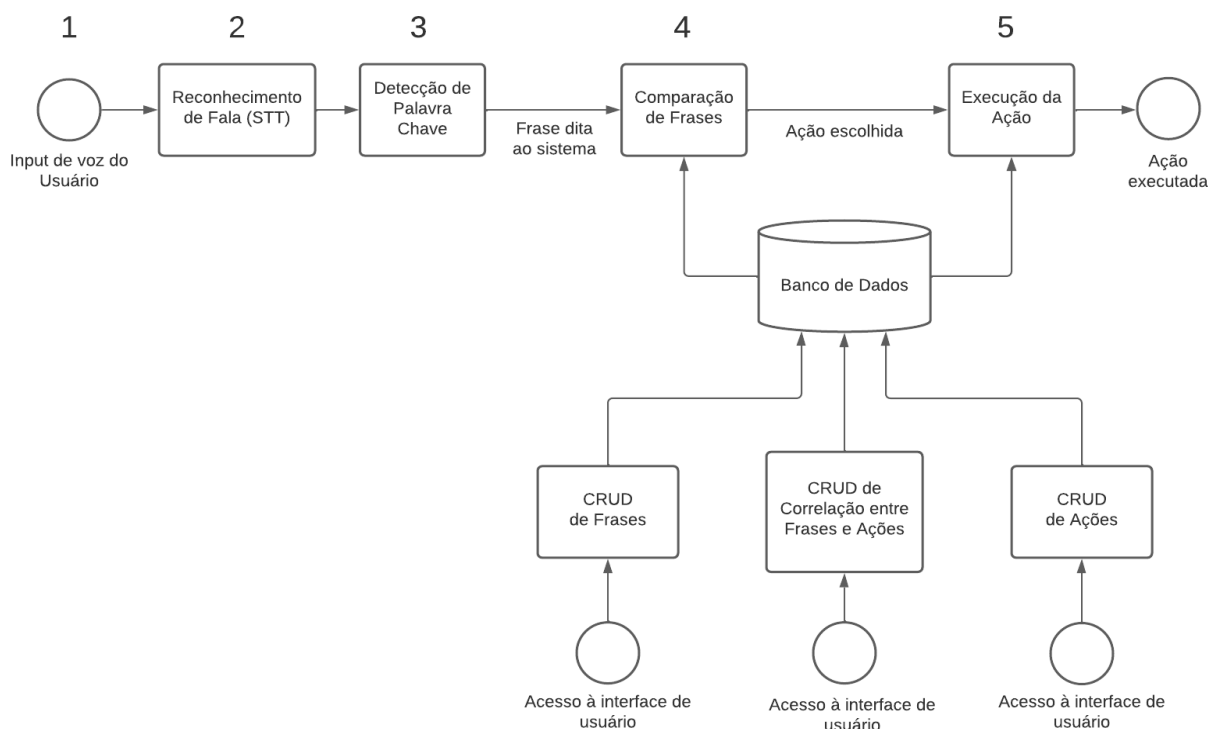 1
2
3
4
5
Input de voz do
Usuário
Reconhecimento
de Fala (STT)
Detecção de
Palavra
Chave
Frase dita
ao sistema
Comparação
de Frases
Ação escolhida
Execução da
Ação
Ação
executada
Banco de Dados
CRUD
de Frases
CRUD de
Correlação entre
Frases e Ações
CRUD
de Ações
Acesso à interface de
usuário
Acesso à interface de
usuário
Acesso à interface de
usuário